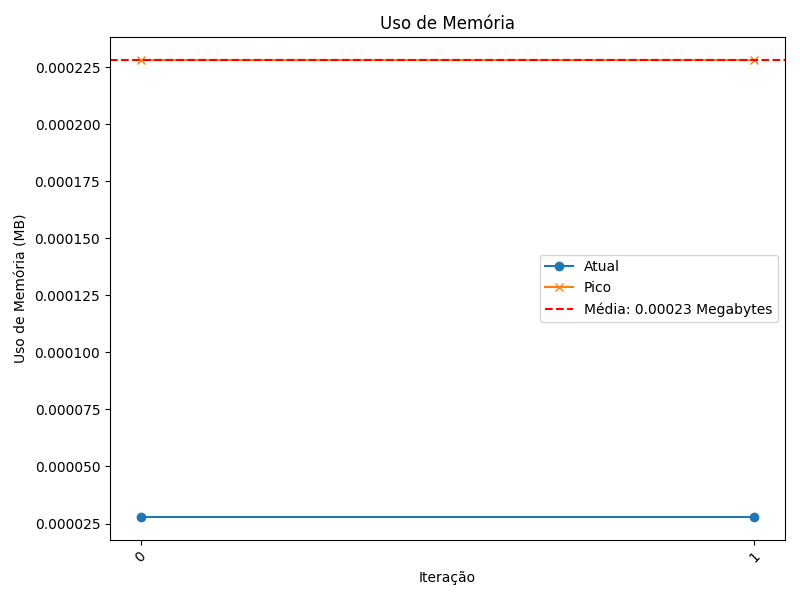 Uso de Memória
0.000225
0.000200
0.000175
0.000150
0.000125
0.000100
0.000075
0.000050
0.000025
Uso de Memória (MB)
Atual
Pico
Média: 0.00023 Megabytes
0
1
Iteração